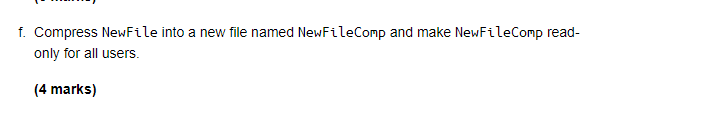 f. Compress NewFile into a new file named NewFileComp and make NewFileComp read-
only for all users.
(4 marks)